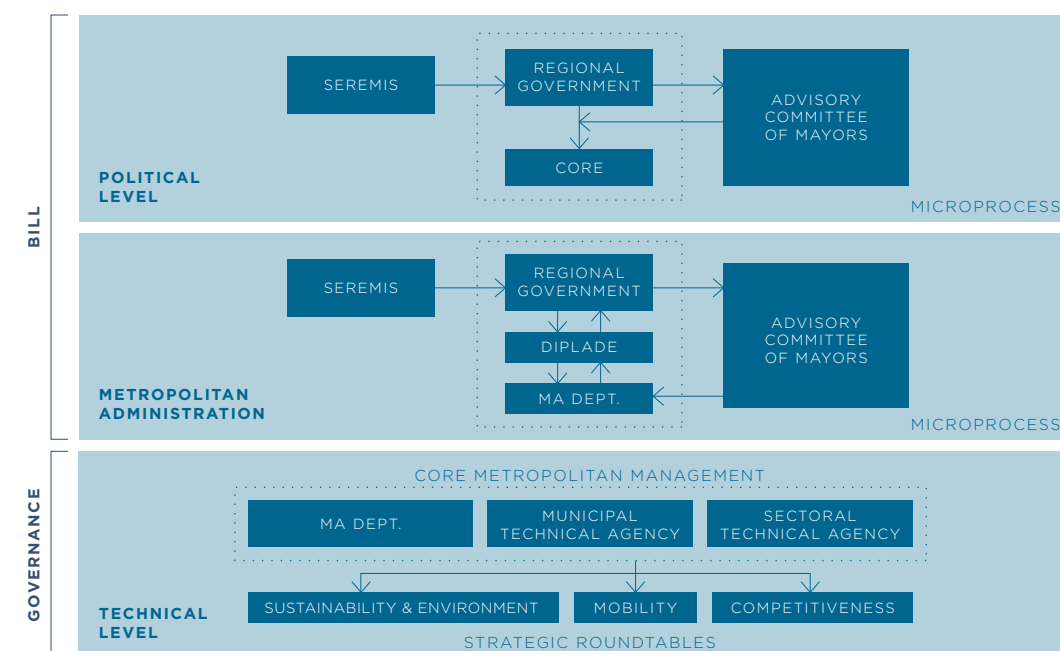 BILL
SEREMIS
REGIONAL
GOVERNMENT
ADVISORY
COMMITTEE
OF MAYORS
CORE
POLITICAL
LEVEL
MICROPROCESS
SEREMIS
REGIONAL
GOVERNMENT
DIPLADE
MA DEPT.
ADVISORY
COMMITTEE
OF MAYORS
METROPOLITAN
ADMINISTRATION
MICROPROCESS
GOVERNANCE
CORE METROPOLITAN MANAGEMENT
MA DEPT.
MUNICIPAL
TECHNICAL AGENCY
SECTORAL
TECHNICAL AGENCY
SUSTAINABILITY & ENVIRONMENT
MOBILITY
COMPETITIVENESS
TECHNICAL
LEVEL
STRATEGIC ROUNDTABLES